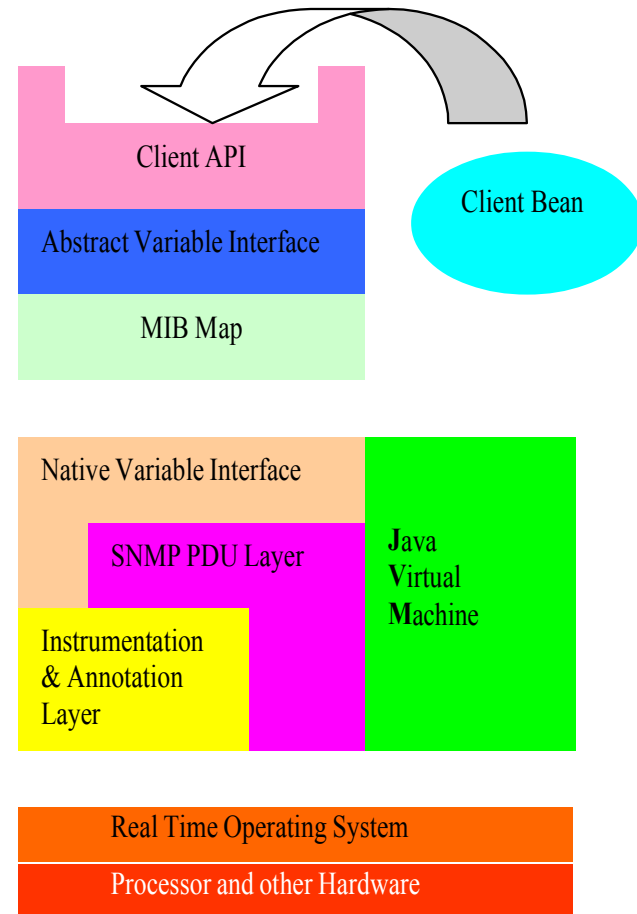 Client API
Client Bean
Abstract Variable Interface
MIB Map
Native Variable Interface
SNMP PDU Layer
Java
Virtual
Machine
Instrumentation
& Annotation
Layer
Real Time Operating System
Processor and other Hardware